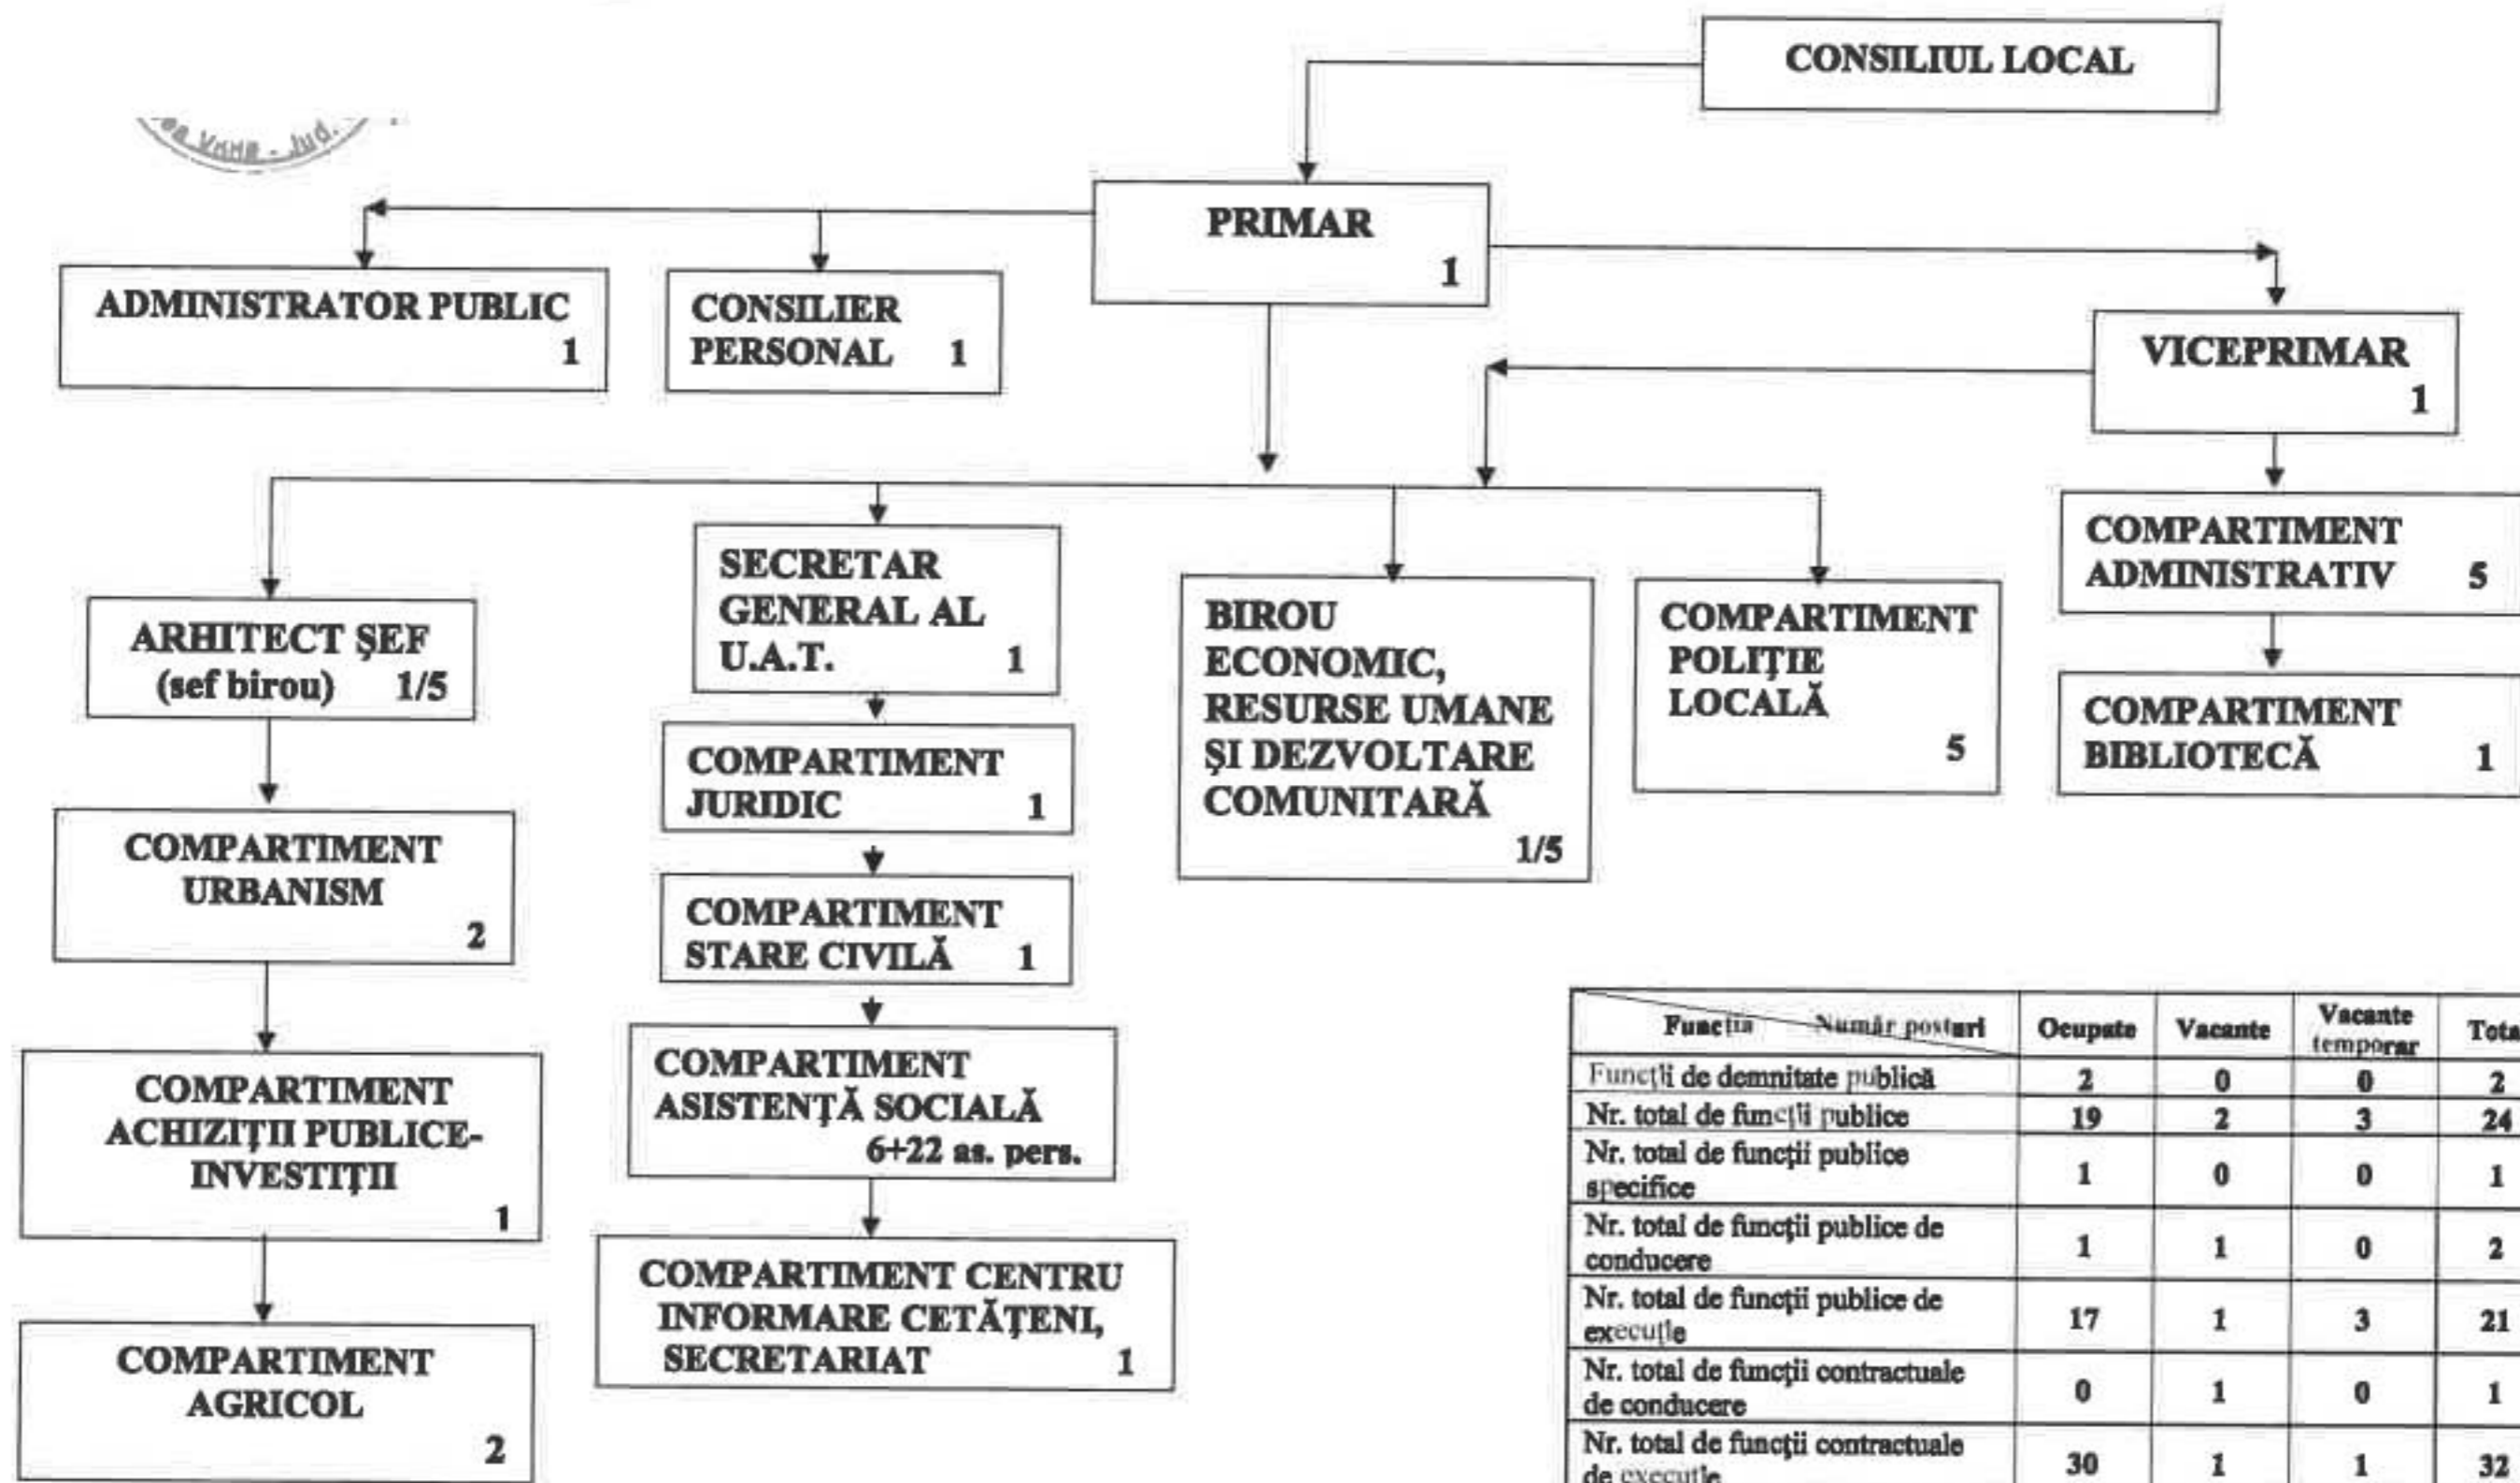 CONSILIUL LOCAL
Jud.
PRIMAR
1
ADMINISTRATOR PUBLIC
1
CONSILIER
PERSONAL 1
VICEPRIMAR
1
ARHITECT ŞEF
(sef birou) 1/5
SECRETAR
GENERAL AL
U.A.T. 1
BIROU
ECONOMIC,
RESURSE UMANE
ŞI DEZVOLTARE
COMUNITARĂ
1/5
COMPARTIMENT
POLIŢIE
LOCALĂ
5
COMPARTIMENT
ADMINISTRATIV 5
COMPARTIMENT
BIBLIOTECĂ 1
COMPARTIMENT
URBANISM
2
COMPARTIMENT
ACHIZIŢII PUBLICE-
INVESTIŢII
1
COMPARTIMENT
AGRICOL
2
COMPARTIMENT
JURIDIC 1
COMPARTIMENT
STARE CIVILĂ 1
COMPARTIMENT
ASISTENŢĂ SOCIALĂ
6+22 as. pers.
COMPARTIMENT CENTRU
INFORMARE CETĂŢENI,
SECRETARIAT 1
Funcţia Număr posturi Ocupate Vacante Vacante temporar Tota
Funcţii de demnitate publică 2 0 0 2
Nr. total de funcţii publice 19 2 3 24
Nr. total de funcţii publice
specifice 1 0 0 1
Nr. total de funcţii publice de
conducere 1 1 0 2
Nr. total de funcţii publice de
execuţie 17 1 3 21
Nr. total de funcţii contractuale
de conducere 0 1 0 1
Nr. total de funcţii contractuale
de execuţie 30 1 1 32